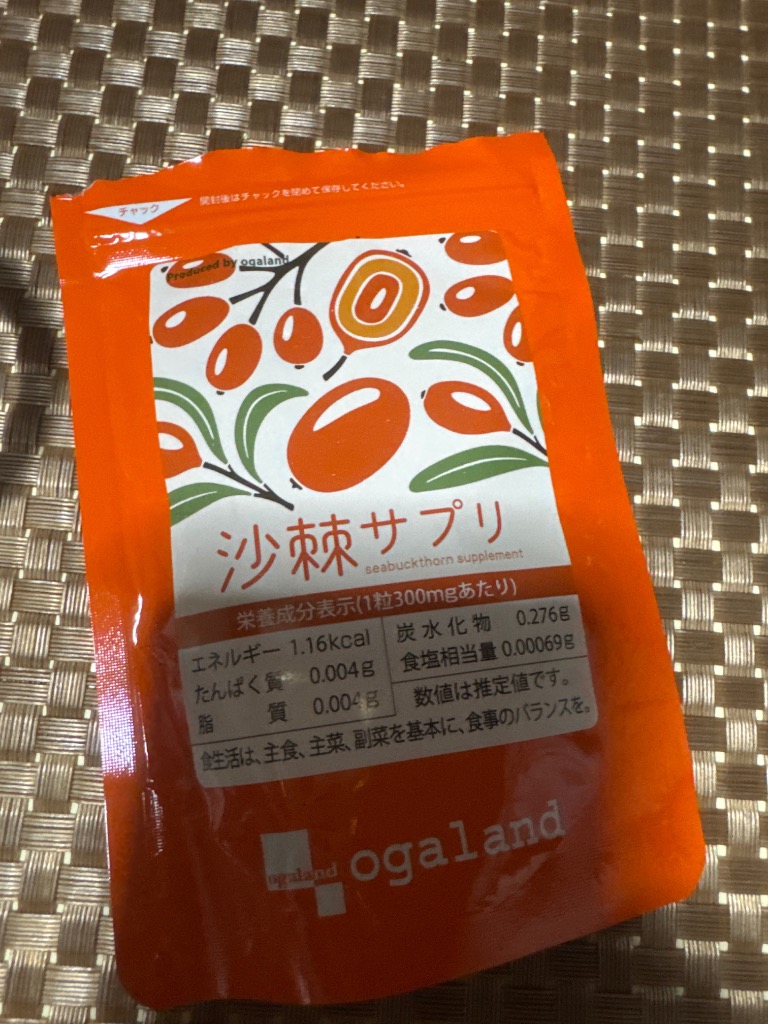 チャック
開封後はチャックを閉めて保存してください。
Produced by ogaland
沙棘サプリ
seabuckthorn supplement
栄養成分表示(1粒300mgあたり)
エネルギー 1.16kcal
たんぱく質 0.004g
脂質 0.004g
炭水化物 0.276g
食塩相当量 0.00069g
数値は推定値です。
食生活は、主食、主菜、副菜を基本に、食事のバランスを。
ogaland
ogaland